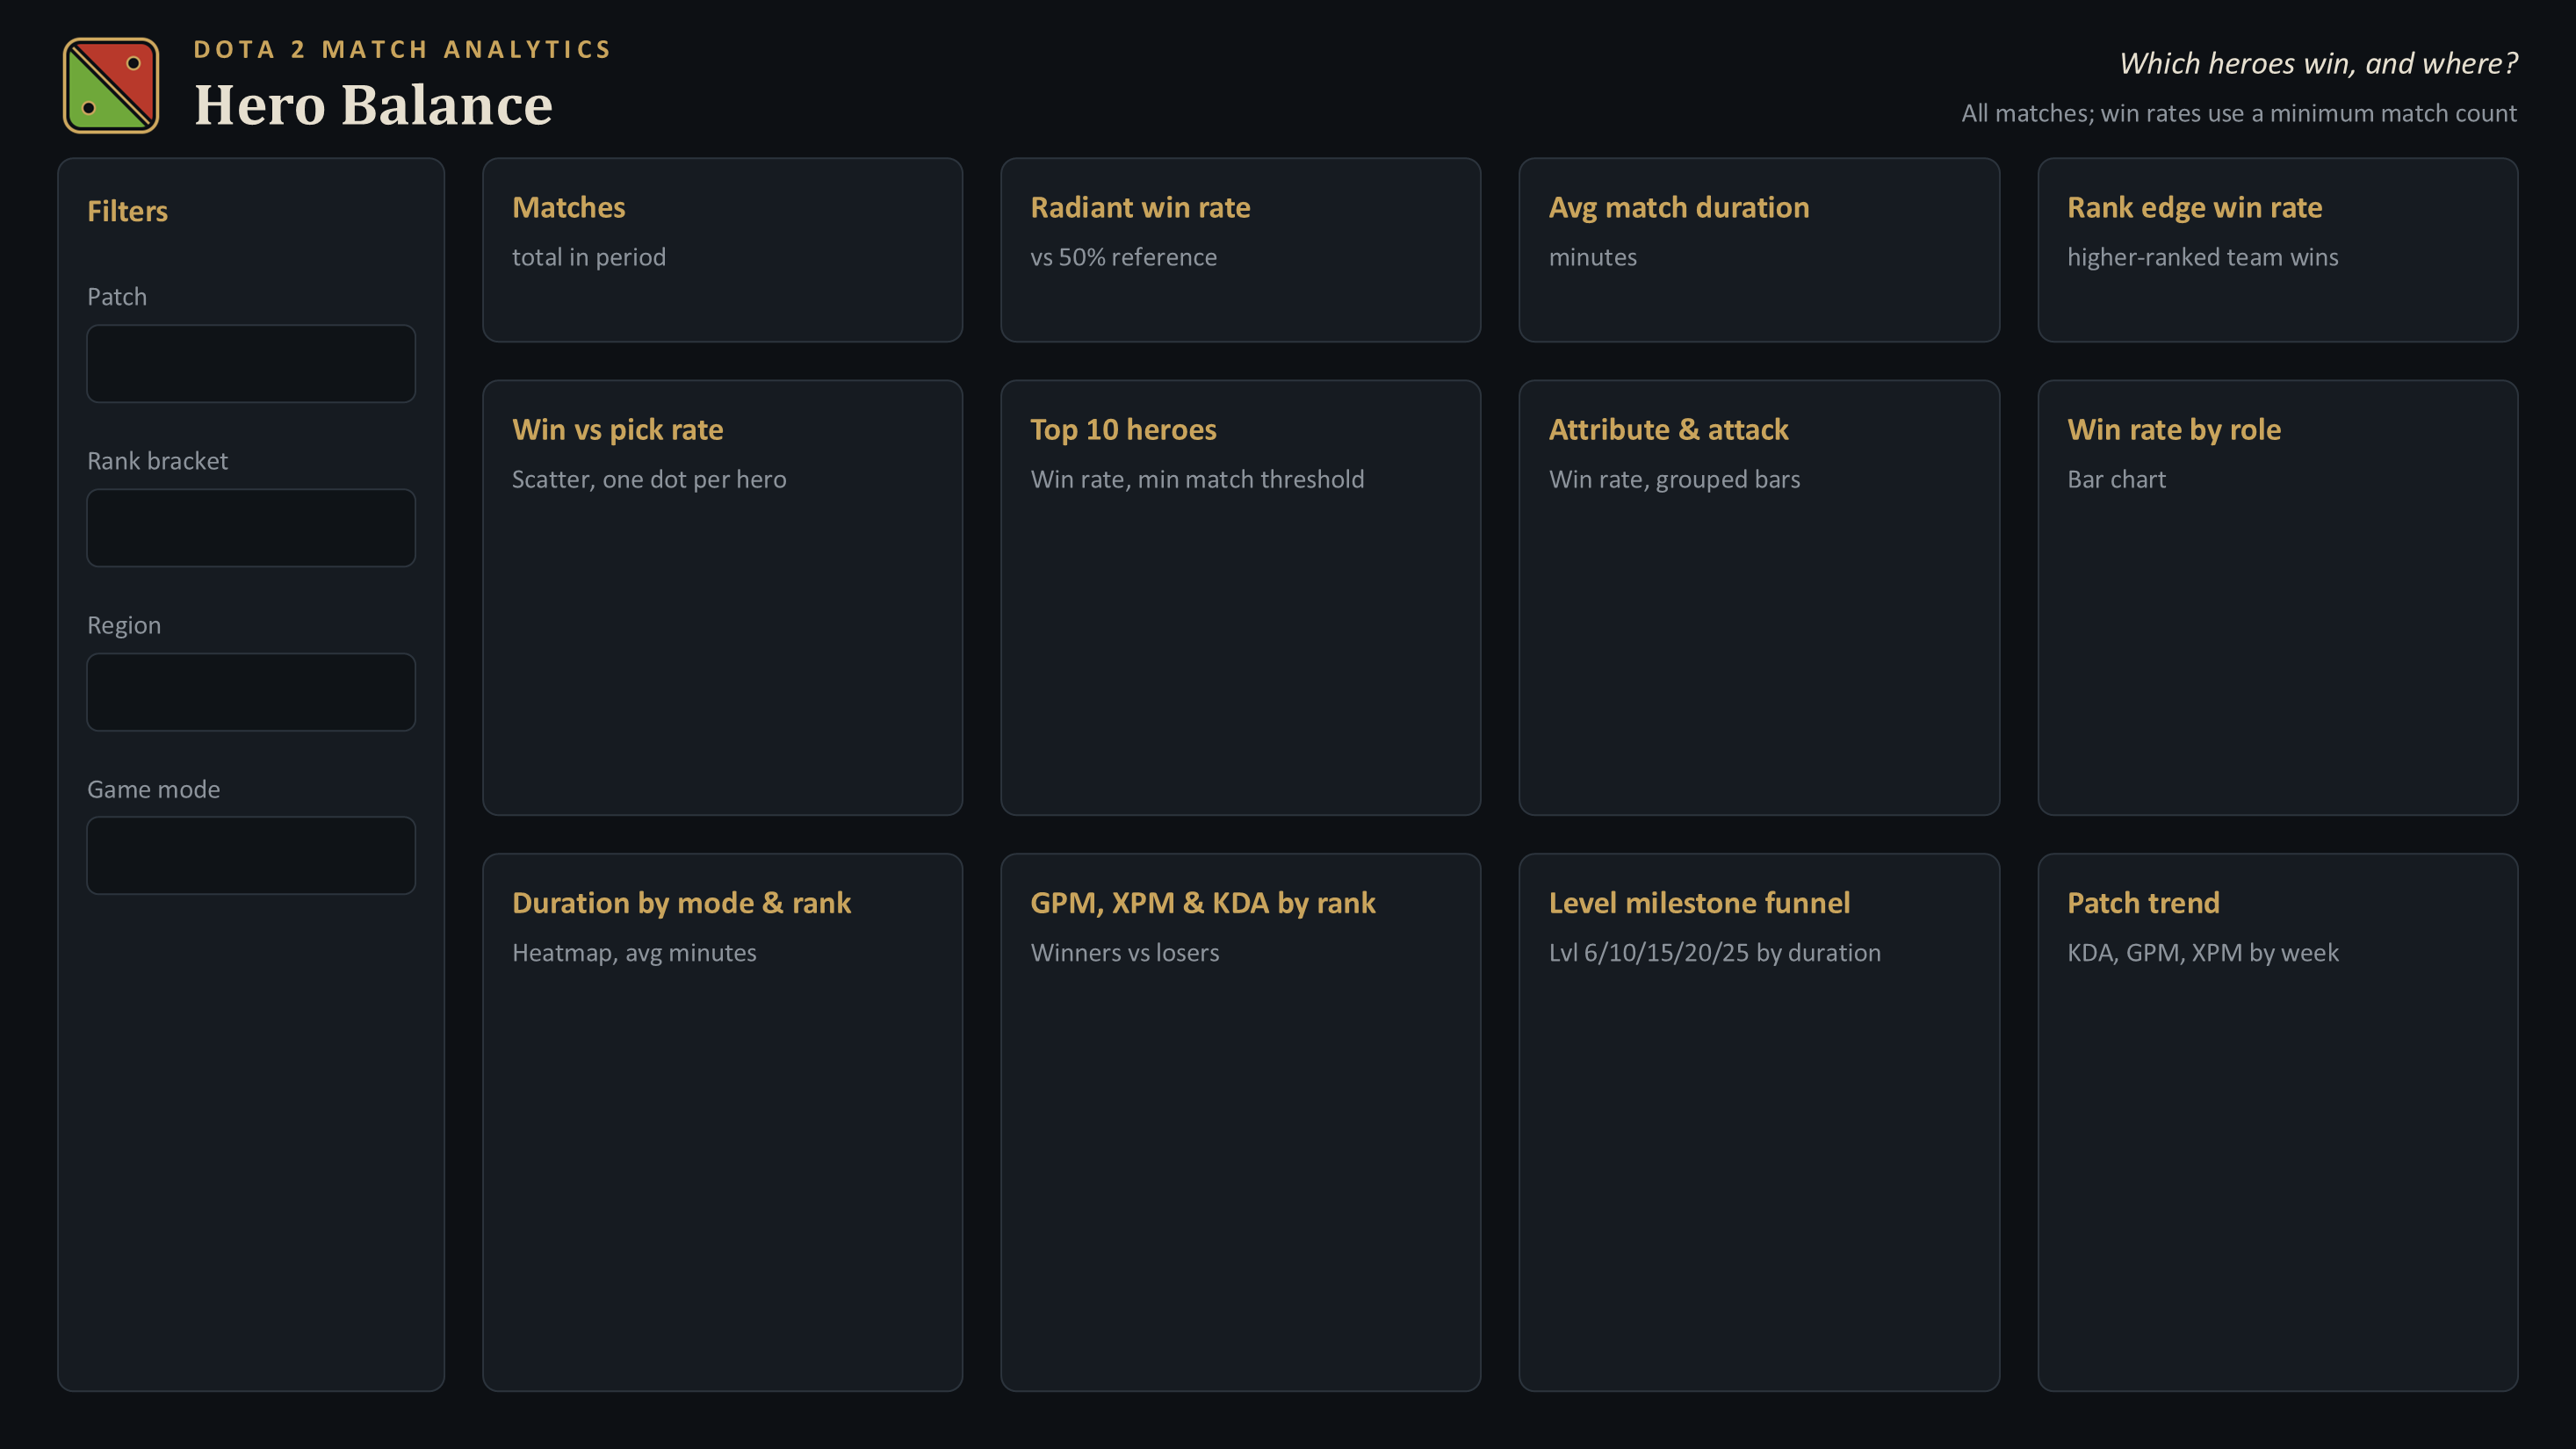 DOTA 2 MATCH ANALYTICS
Hero Balance
Which heroes win, and where?
All matches; win rates use a minimum match count
Filters
Patch
Rank bracket
Region
Game mode
Matches
total in period
Radiant win rate
vs 50% reference
Avg match duration
minutes
Rank edge win rate
higher-ranked team wins
Win vs pick rate
Scatter, one dot per hero
Top 10 heroes
Win rate, min match threshold
Attribute & attack
Win rate, grouped bars
Win rate by role
Bar chart
Duration by mode & rank
Heatmap, avg minutes
GPM, XPM & KDA by rank
Winners vs losers
Level milestone funnel
Lvl 6/10/15/20/25 by duration
Patch trend
KDA, GPM, XPM by week